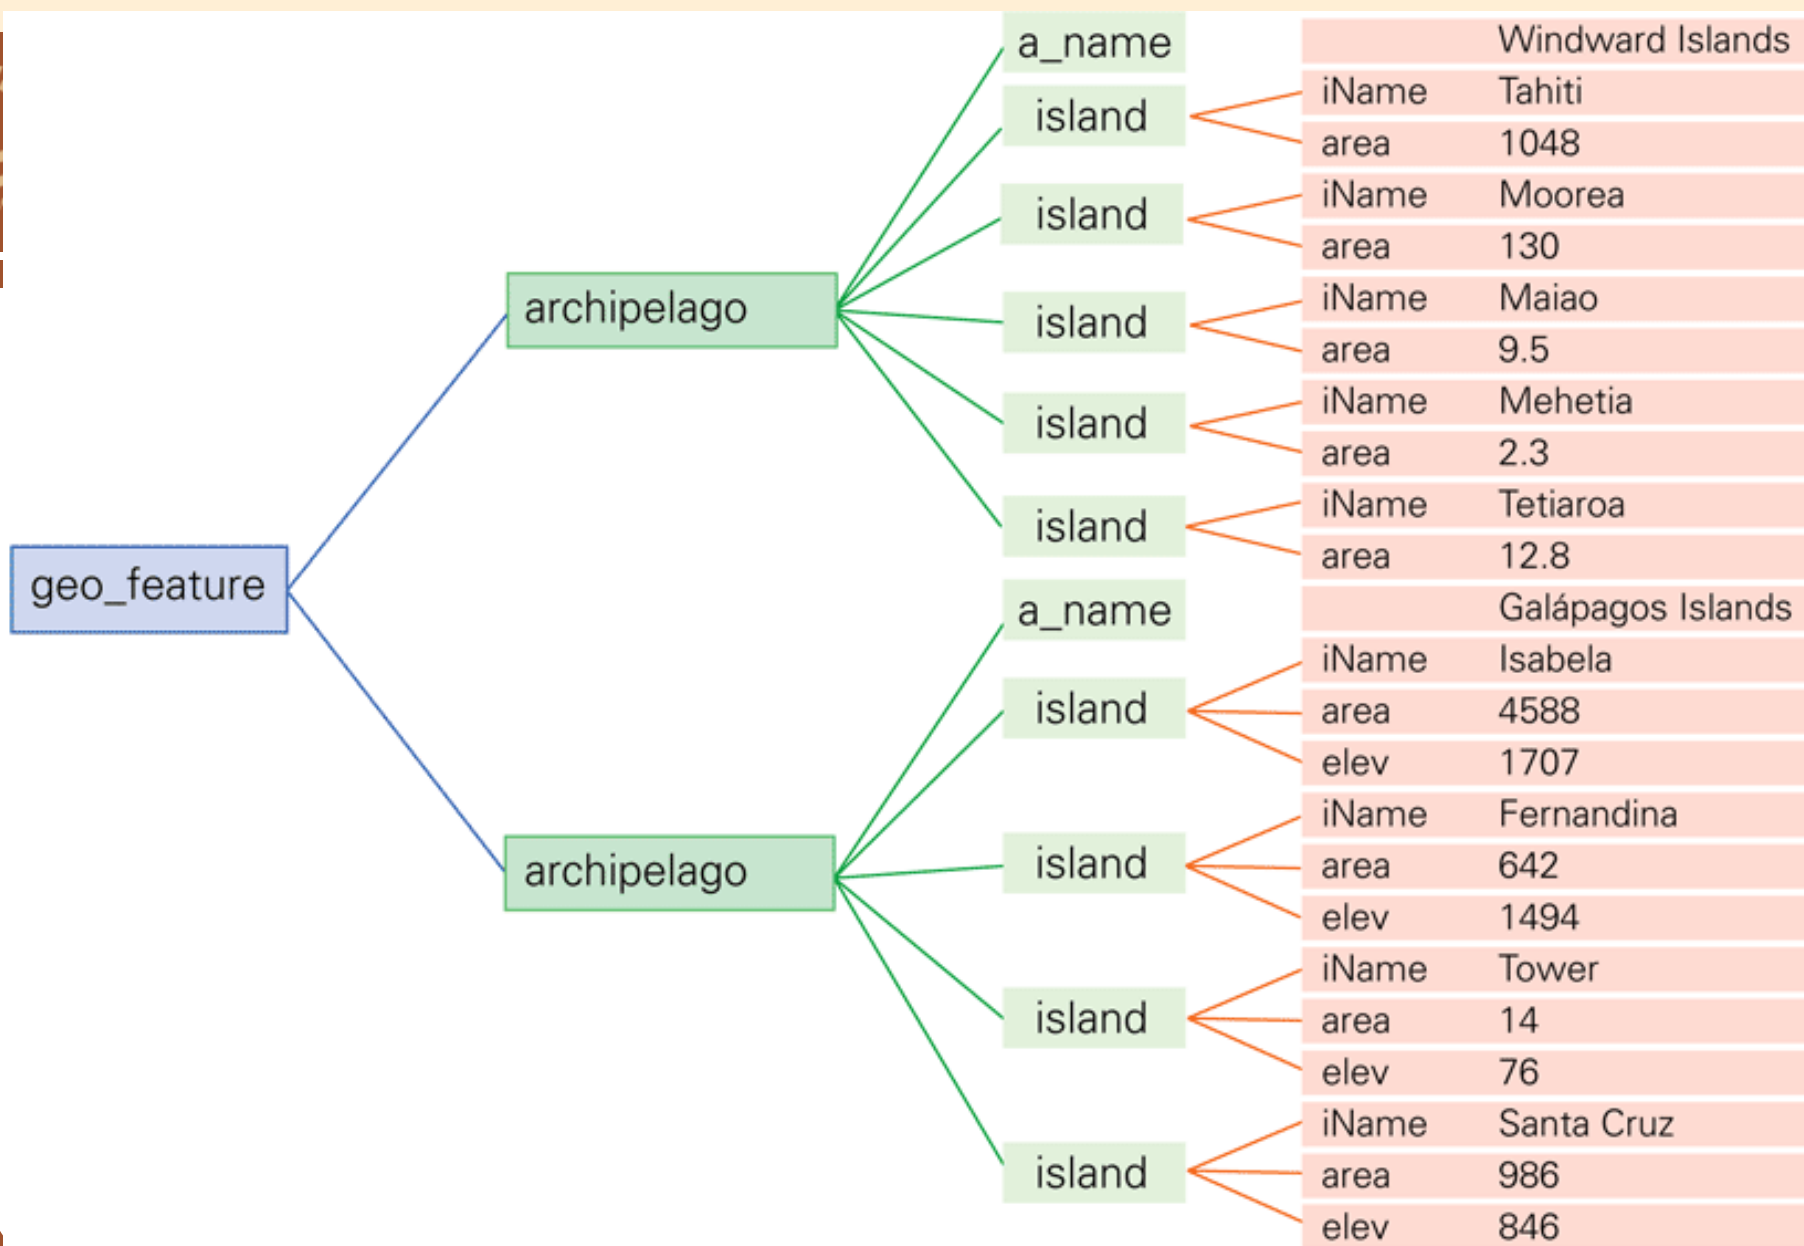 a_name Windward Islands
island
iName Tahiti
area 1048
island
iName Moorea
area 130
archipelago
island
iName Maiao
area 9.5
island
iName Mehetia
area 2.3
island
iName Tetiaroa
area 12.8
geo_feature
a_name Galápagos Islands
island
iName Isabela
area 4588
elev 1707
archipelago
island
iName Fernandina
area 642
elev 1494
island
iName Tower
area 14
elev 76
island
iName Santa Cruz
area 986
elev 846